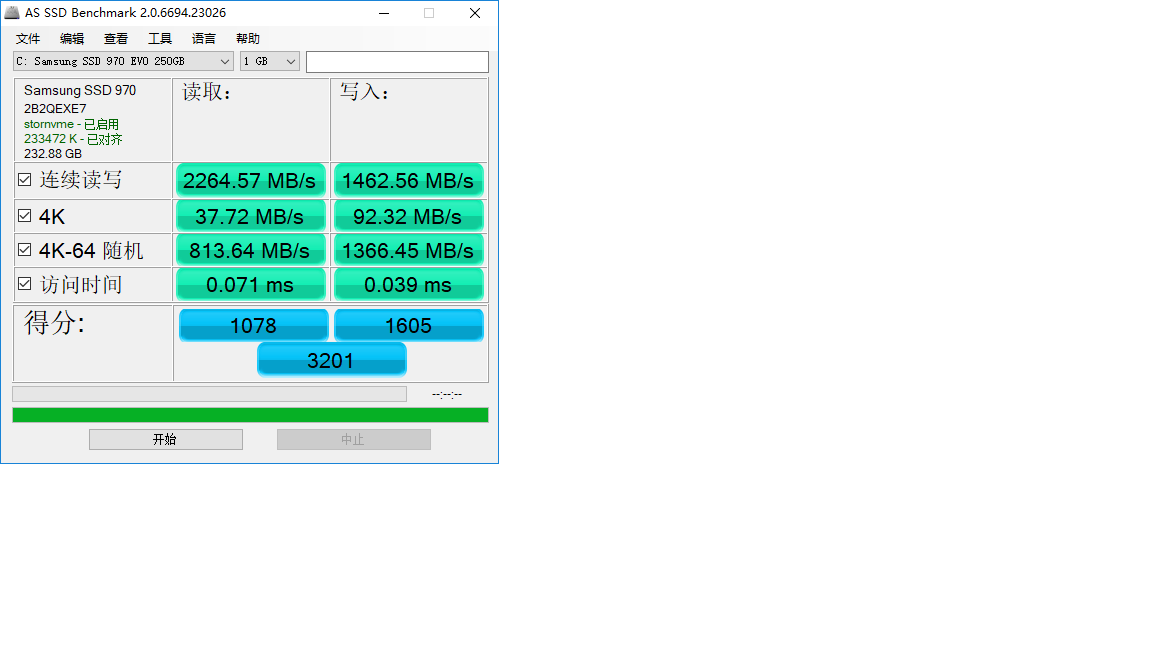 AS SSD Benchmark 2.0.6694.23026
文件 编辑 查看 工具 语言 帮助
C: Samsung SSD 970 EVO 250GB 1 GB
Samsung SSD 970
2B2QEXE7
stornvme - 已启用
233472 K - 已对齐
232.88 GB
读取:
写入:
连续读写 2264.57 MB/s 1462.56 MB/s
4K 37.72 MB/s 92.32 MB/s
4K-64 随机 813.64 MB/s 1366.45 MB/s
访问时间 0.071 ms 0.039 ms
得分: 1078 1605
3201
--:--:--
开始 中止